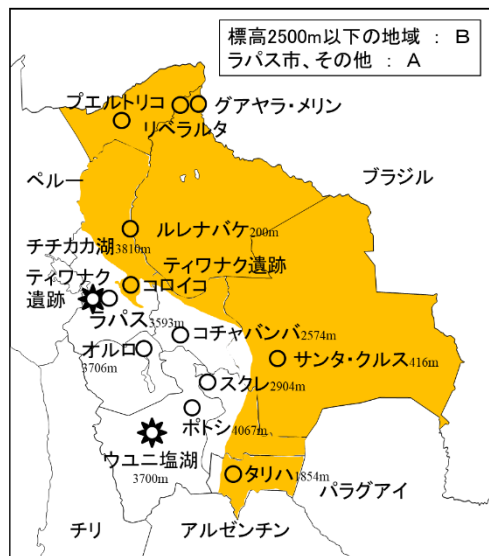 標高2500m以下の地域 : B
ラパス市、その他 : A
プエルトリコ
グアヤラ・メリン
リベラルタ
ペルー
ブラジル
ルレナバケ200m
チチカカ湖3810m
ティワナク遺跡
ティワナク
遺跡
コロイコ
ラパス3593m
コチャバンバ2574m
オルロ
3706m
サンタ・クルス416m
スクレ2904m
ポトシ4067m
ウユニ塩湖
3700m
タリハ1854m
パラグアイ
チリ
アルゼンチン